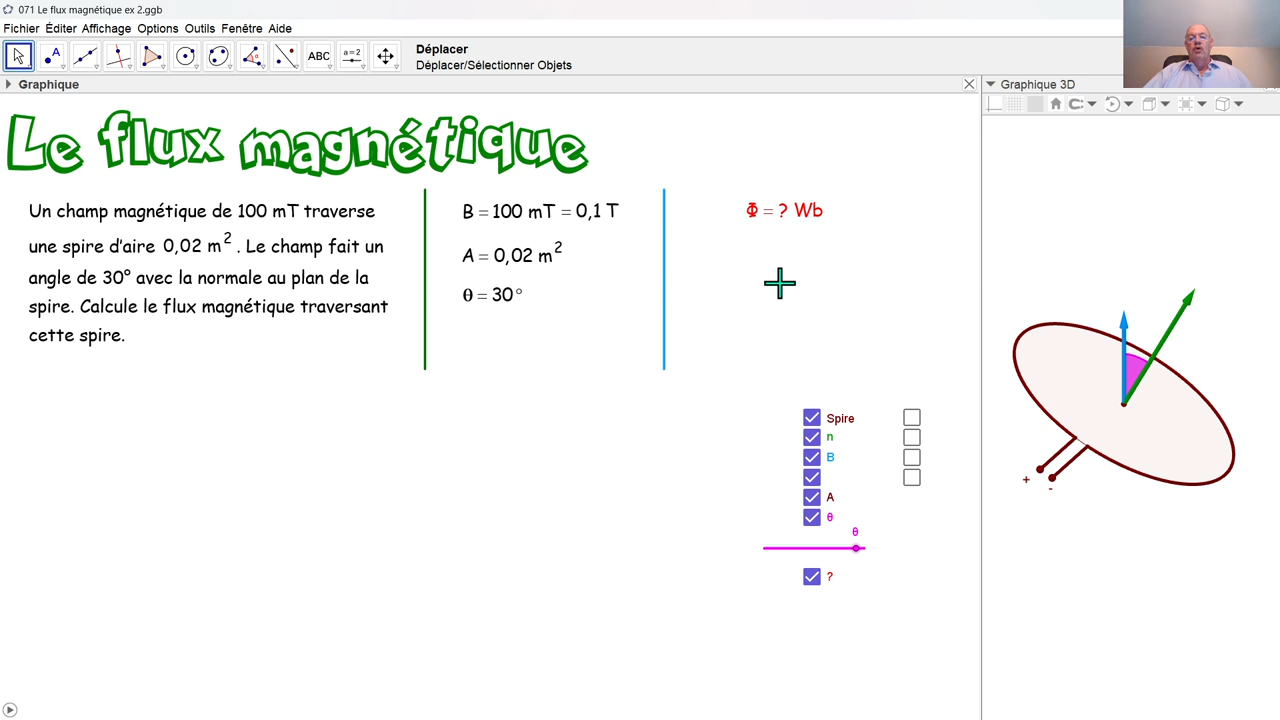 071 Le flux magnétique ex 2.ggb
Fichier Éditer Affichage Options Outils Fenêtre Aide
A
ABC
a=2
Déplacer
Déplacer/Sélectionner Objets
Graphique
Graphique 3D
Le flux magnétique
Un champ magnétique de 100 mT traverse
une spire d'aire 0,02 m². Le champ fait un
angle de 30° avec la normale au plan de la
spire. Calcule le flux magnétique traversant
cette spire.
B = 100 mT = 0,1 T
A = 0,02 m²
θ = 30°
Φ = ? Wb
Spire
n
B
A
θ
θ
?
+
-